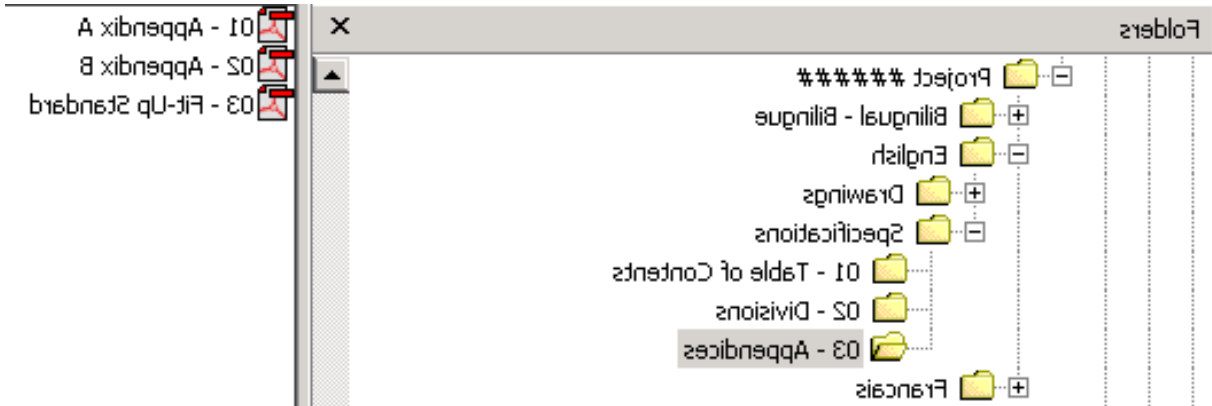 Folders
Project ######
Bilingual - Bilingue
English
Drawings
Specifications
01 - Table of Contents
02 - Divisions
03 - Appendices
Francais
01 - Appendix A
02 - Appendix B
03 - Fit-Up Standard